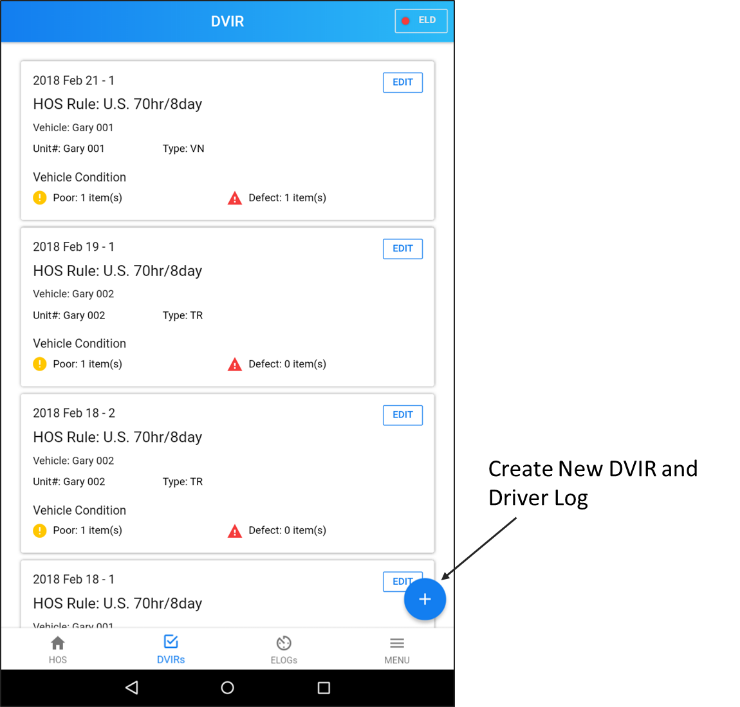 DVIR
ELD
2018 Feb 21 - 1
EDIT
HOS Rule: U.S. 70hr/8day
Vehicle: Gary 001
Unit#: Gary 001 Type: VN
Vehicle Condition
Poor: 1 item(s) Defect: 1 item(s)
2018 Feb 19 - 1
EDIT
HOS Rule: U.S. 70hr/8day
Vehicle: Gary 002
Unit#: Gary 002 Type: TR
Vehicle Condition
Poor: 1 item(s) Defect: 0 item(s)
2018 Feb 18 - 2
EDIT
HOS Rule: U.S. 70hr/8day
Vehicle: Gary 002
Unit#: Gary 002 Type: TR
Vehicle Condition
Poor: 1 item(s) Defect: 0 item(s)
2018 Feb 18 - 1
EDIT
HOS Rule: U.S. 70hr/8day
Vehicle: Gary 001
HOS DVIRs ELOGs MENU
Create New DVIR and
Driver Log